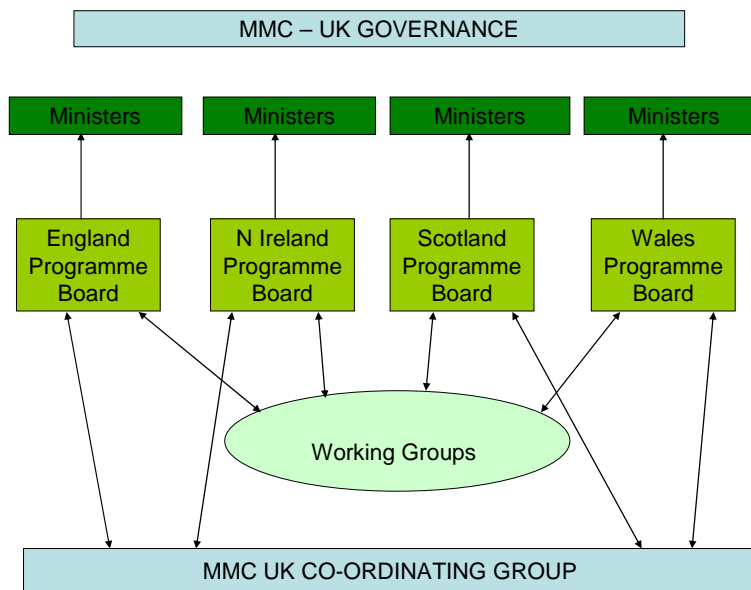 MMC – UK GOVERNANCE
Ministers
Ministers
Ministers
Ministers
England
Programme
Board
N Ireland
Programme
Board
Scotland
Programme
Board
Wales
Programme
Board
Working Groups
MMC UK CO-ORDINATING GROUP